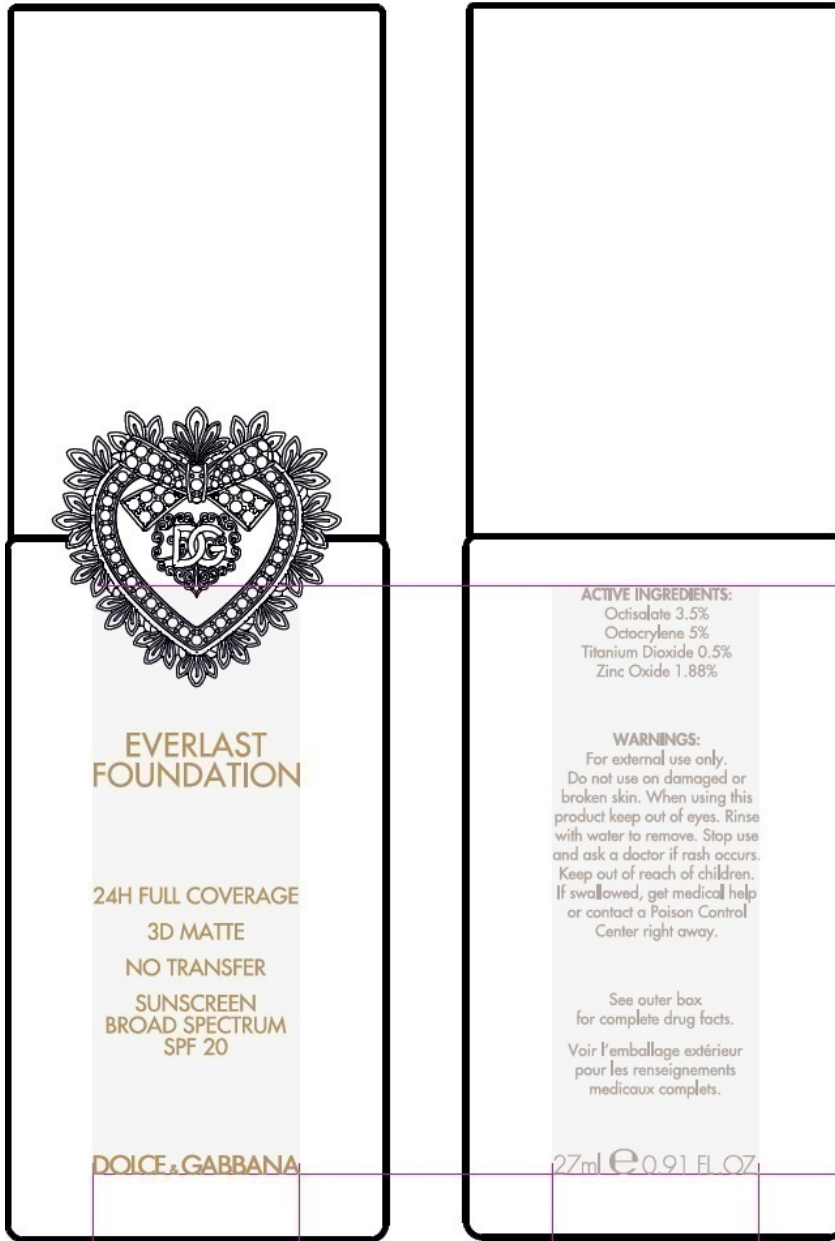 DG
EVERLAST
FOUNDATION
24H FULL COVERAGE
3D MATTE
NO TRANSFER
SUNSCREEN
BROAD SPECTRUM
SPF 20
DOLCE & GABBANA
ACTIVE INGREDIENTS:
Octisalate 3.5%
Octocrylene 5%
Titanium Dioxide 0.5%
Zinc Oxide 1.88%
WARNINGS:
For external use only.
Do not use on damaged or
broken skin. When using this
product keep out of eyes. Rinse
with water to remove. Stop use
and ask a doctor if rash occurs.
Keep out of reach of children.
If swallowed, get medical help
or contact a Poison Control
Center right away.
See outer box
for complete drug facts.
Voir l'emballage extérieur
pour les renseignements
medicaux complets.
27ml ℮ 0.91 FL.OZ.